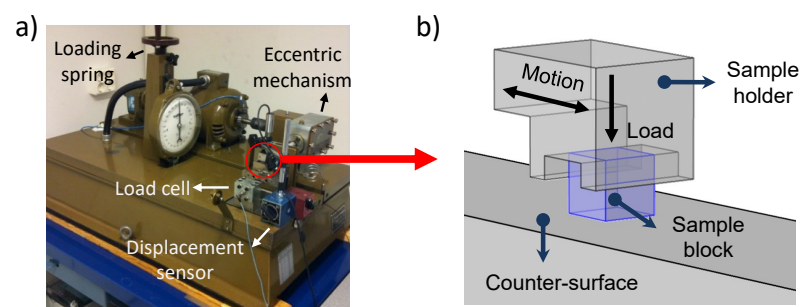 a)
Loading
spring
Eccentric
mechanism
Load cell
Displacement
sensor
b)
Motion
Load
Sample
holder
Sample
block
Counter-surface